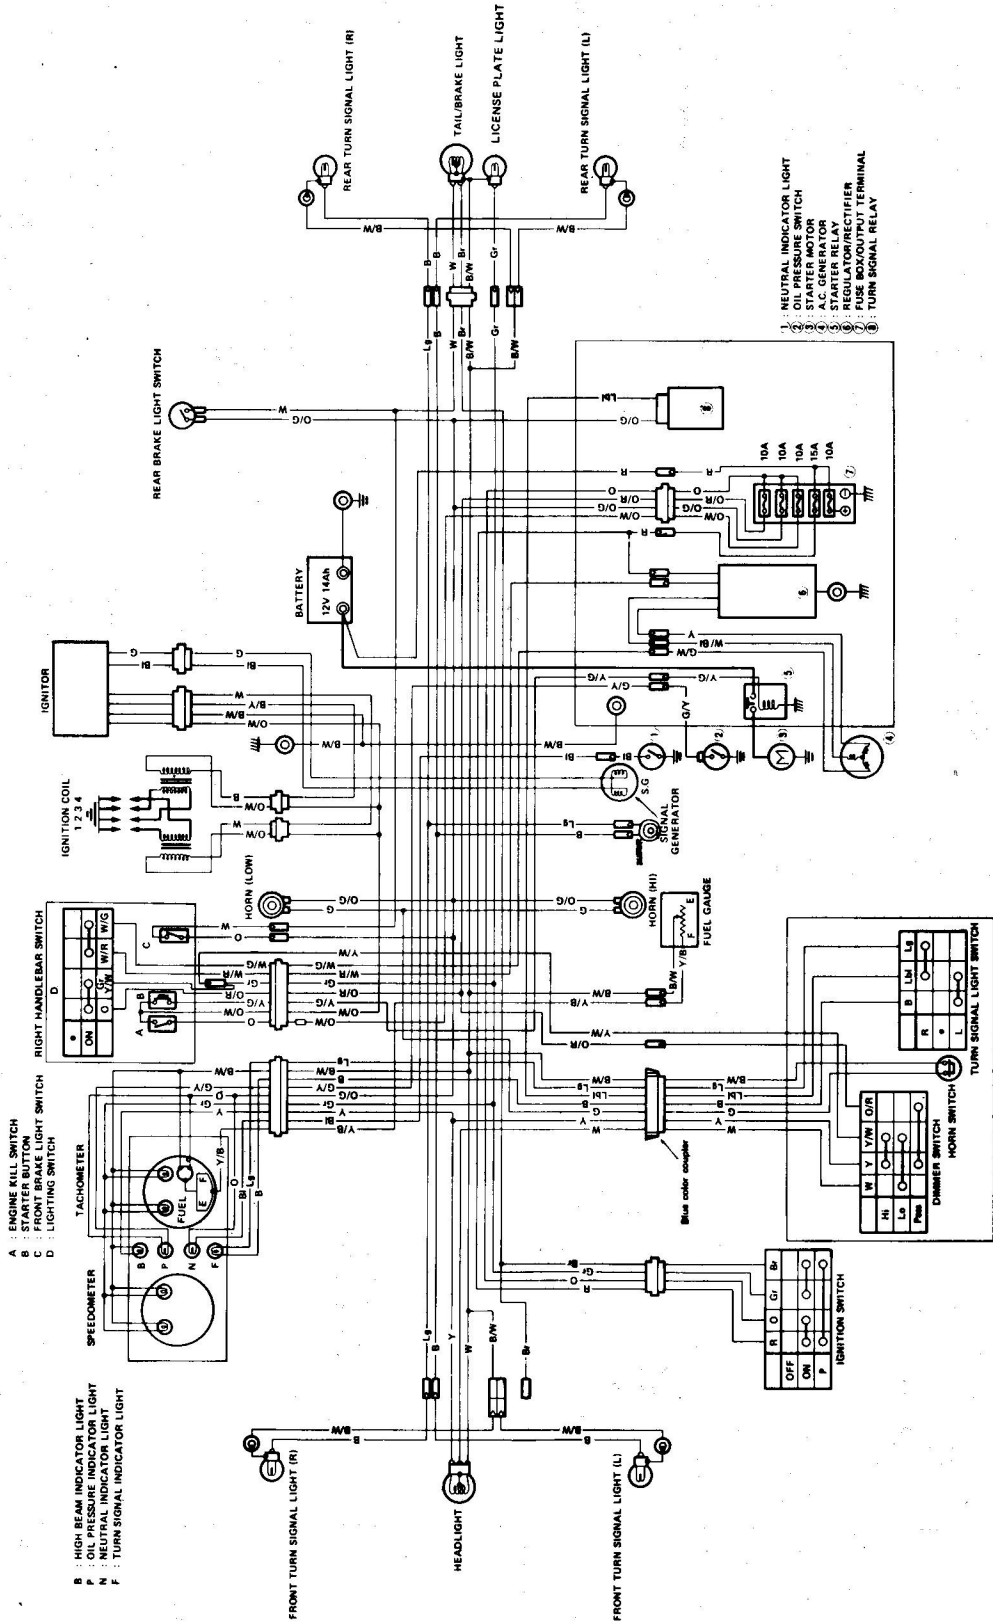 B : HIGH BEAM INDICATOR LIGHT
P : OIL PRESSURE INDICATOR LIGHT
N : NEUTRAL INDICATOR LIGHT
F : TURN SIGNAL INDICATOR LIGHT
A : ENGINE KILL SWITCH
B : STARTER BUTTON
C : FRONT BRAKE LIGHT SWITCH
D : LIGHTING SWITCH
SPEEDOMETER
TACHOMETER
FUEL
E F
B
P
N
F
RIGHT HANDLEBAR SWITCH
D
•
ON
O
Gr
Y/W
W/R
W/G
A
B
C
IGNITION COIL
1 2 3 4
IGNITOR
BATTERY
12V 14Ah
REAR BRAKE LIGHT SWITCH
REAR TURN SIGNAL LIGHT (R)
TAIL/BRAKE LIGHT
LICENSE PLATE LIGHT
REAR TURN SIGNAL LIGHT (L)
HORN (LOW)
HORN (HI)
FUEL GAUGE
F E
S.G
SIGNAL GENERATOR
M
1 : NEUTRAL INDICATOR LIGHT
2 : OIL PRESSURE SWITCH
3 : STARTER MOTOR
4 : A.C. GENERATOR
5 : STARTER RELAY
6 : REGULATOR/RECTIFIER
7 : FUSE BOX/OUTPUT TERMINAL
8 : TURN SIGNAL RELAY
10A
10A
10A
15A
10A
FRONT TURN SIGNAL LIGHT (R)
HEADLIGHT
FRONT TURN SIGNAL LIGHT (L)
Blue color coupler
R O Gr Br
OFF
ON
P
IGNITION SWITCH
W Y Y/W O/R
Hi
Lo
Pass
DIMMER SWITCH
HORN SWITCH
B Lbl Lg
R
•
L
TURN SIGNAL LIGHT SWITCH